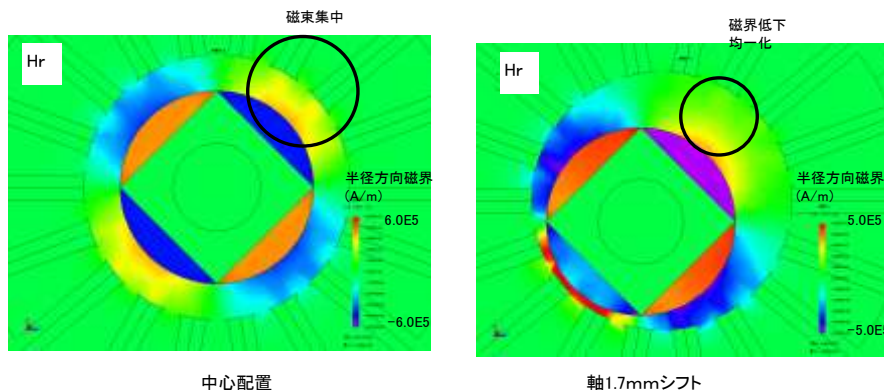 磁束集中
磁界低下
均一化
Hr
Hr
半径方向磁界
(A/m)
6.0E5
-6.0E5
半径方向磁界
(A/m)
5.0E5
-5.0E5
中心配置
軸1.7mmシフト